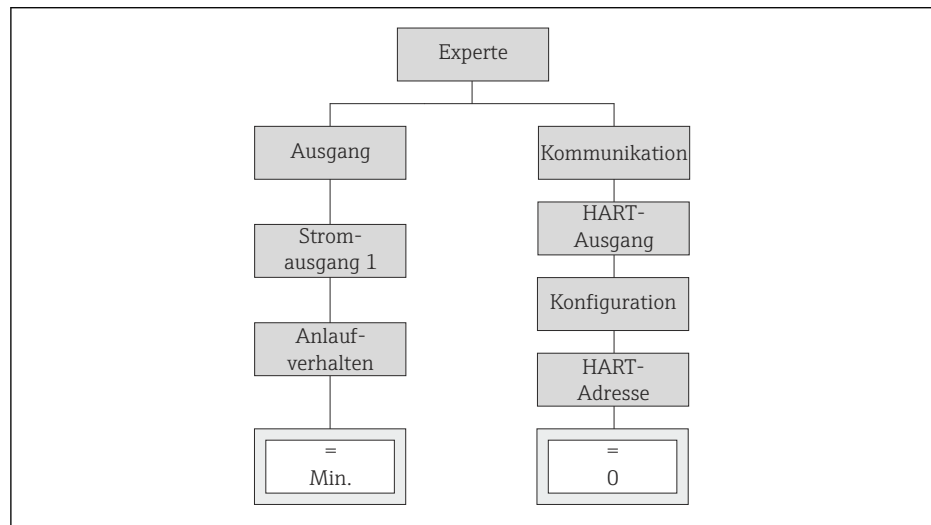 Experte
Ausgang
Strom-
ausgang 1
Anlauf-
verhalten
=
Min.
Kommunikation
HART-
Ausgang
Konfiguration
HART-
Adresse
=
0